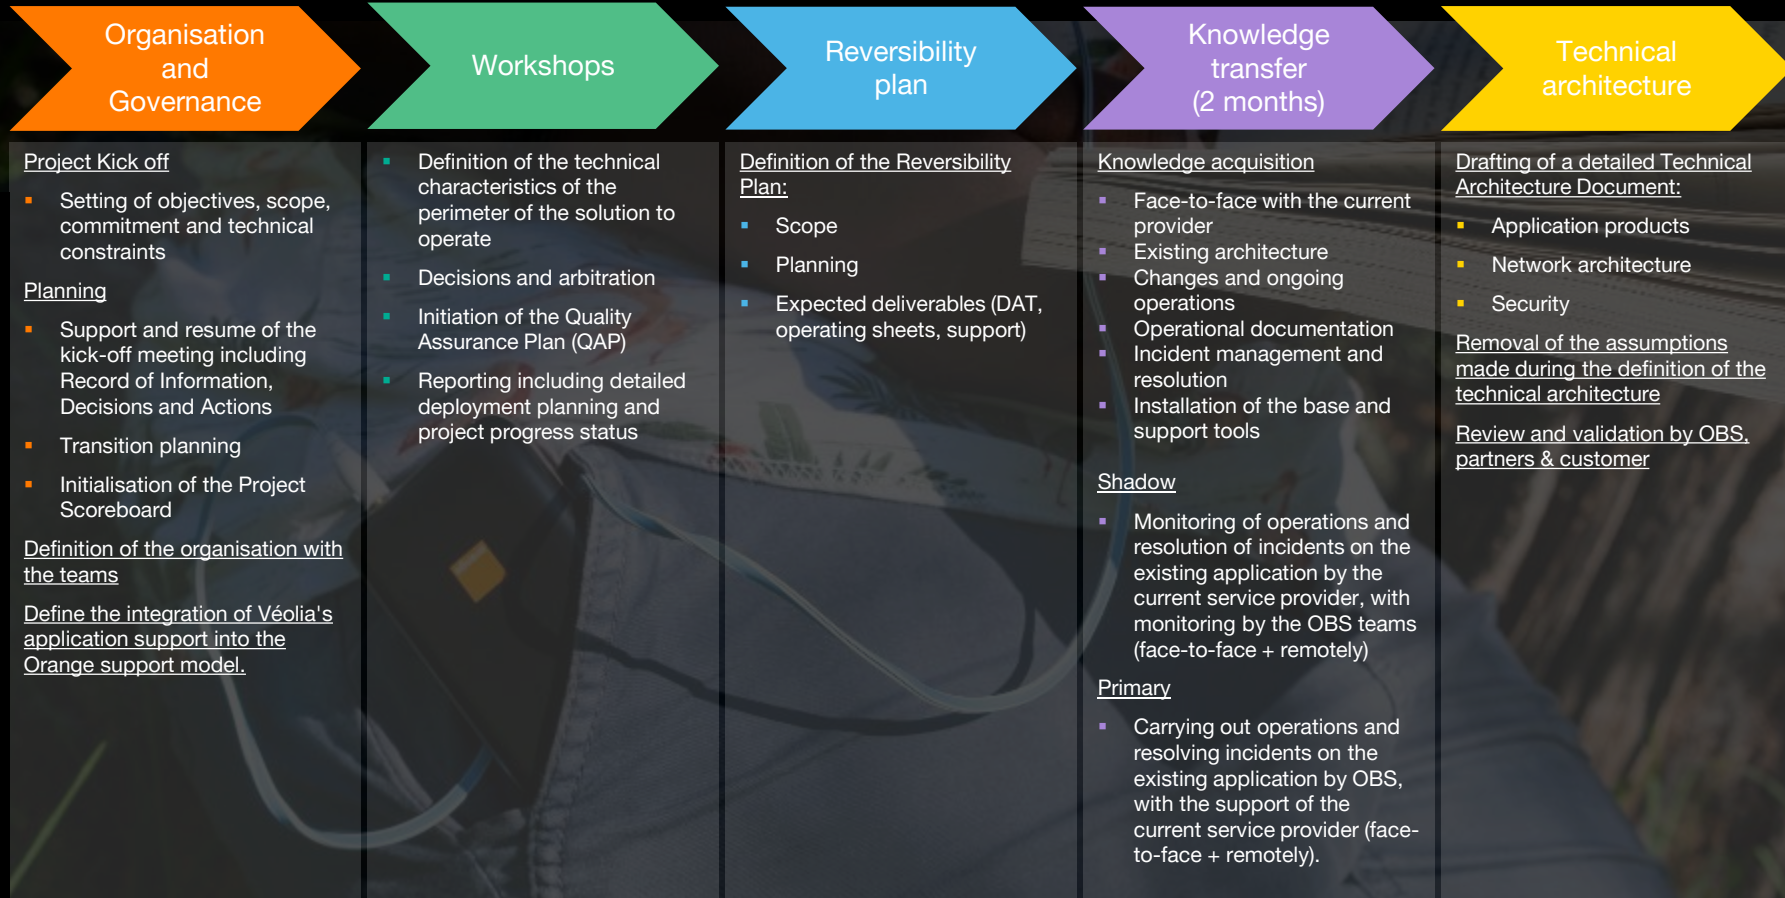 Organisation
and
Governance
Workshops
Reversibility
plan
Knowledge
transfer
(2 months)
Technical
architecture
Project Kick off
▪ Setting of objectives, scope,
commitment and technical
constraints
Planning
▪ Support and resume of the
kick-off meeting including
Record of Information,
Decisions and Actions
▪ Transition planning
▪ Initialisation of the Project
Scoreboard
Definition of the organisation with
the teams
Define the integration of Véolia's
application support into the
Orange support model.
▪ Definition of the technical
characteristics of the
perimeter of the solution to
operate
▪ Decisions and arbitration
▪ Initiation of the Quality
Assurance Plan (QAP)
▪ Reporting including detailed
deployment planning and
project progress status
Definition of the Reversibility
Plan:
▪ Scope
▪ Planning
▪ Expected deliverables (DAT,
operating sheets, support)
Knowledge acquisition
▪ Face-to-face with the current
provider
▪ Existing architecture
▪ Changes and ongoing
operations
▪ Operational documentation
▪ Incident management and
resolution
▪ Installation of the base and
support tools
Shadow
▪ Monitoring of operations and
resolution of incidents on the
existing application by the
current service provider, with
monitoring by the OBS teams
(face-to-face + remotely)
Primary
▪ Carrying out operations and
resolving incidents on the
existing application by OBS,
with the support of the
current service provider (face-
to-face + remotely).
Drafting of a detailed Technical
Architecture Document:
▪ Application products
▪ Network architecture
▪ Security
Removal of the assumptions
made during the definition of the
technical architecture
Review and validation by OBS,
partners & customer